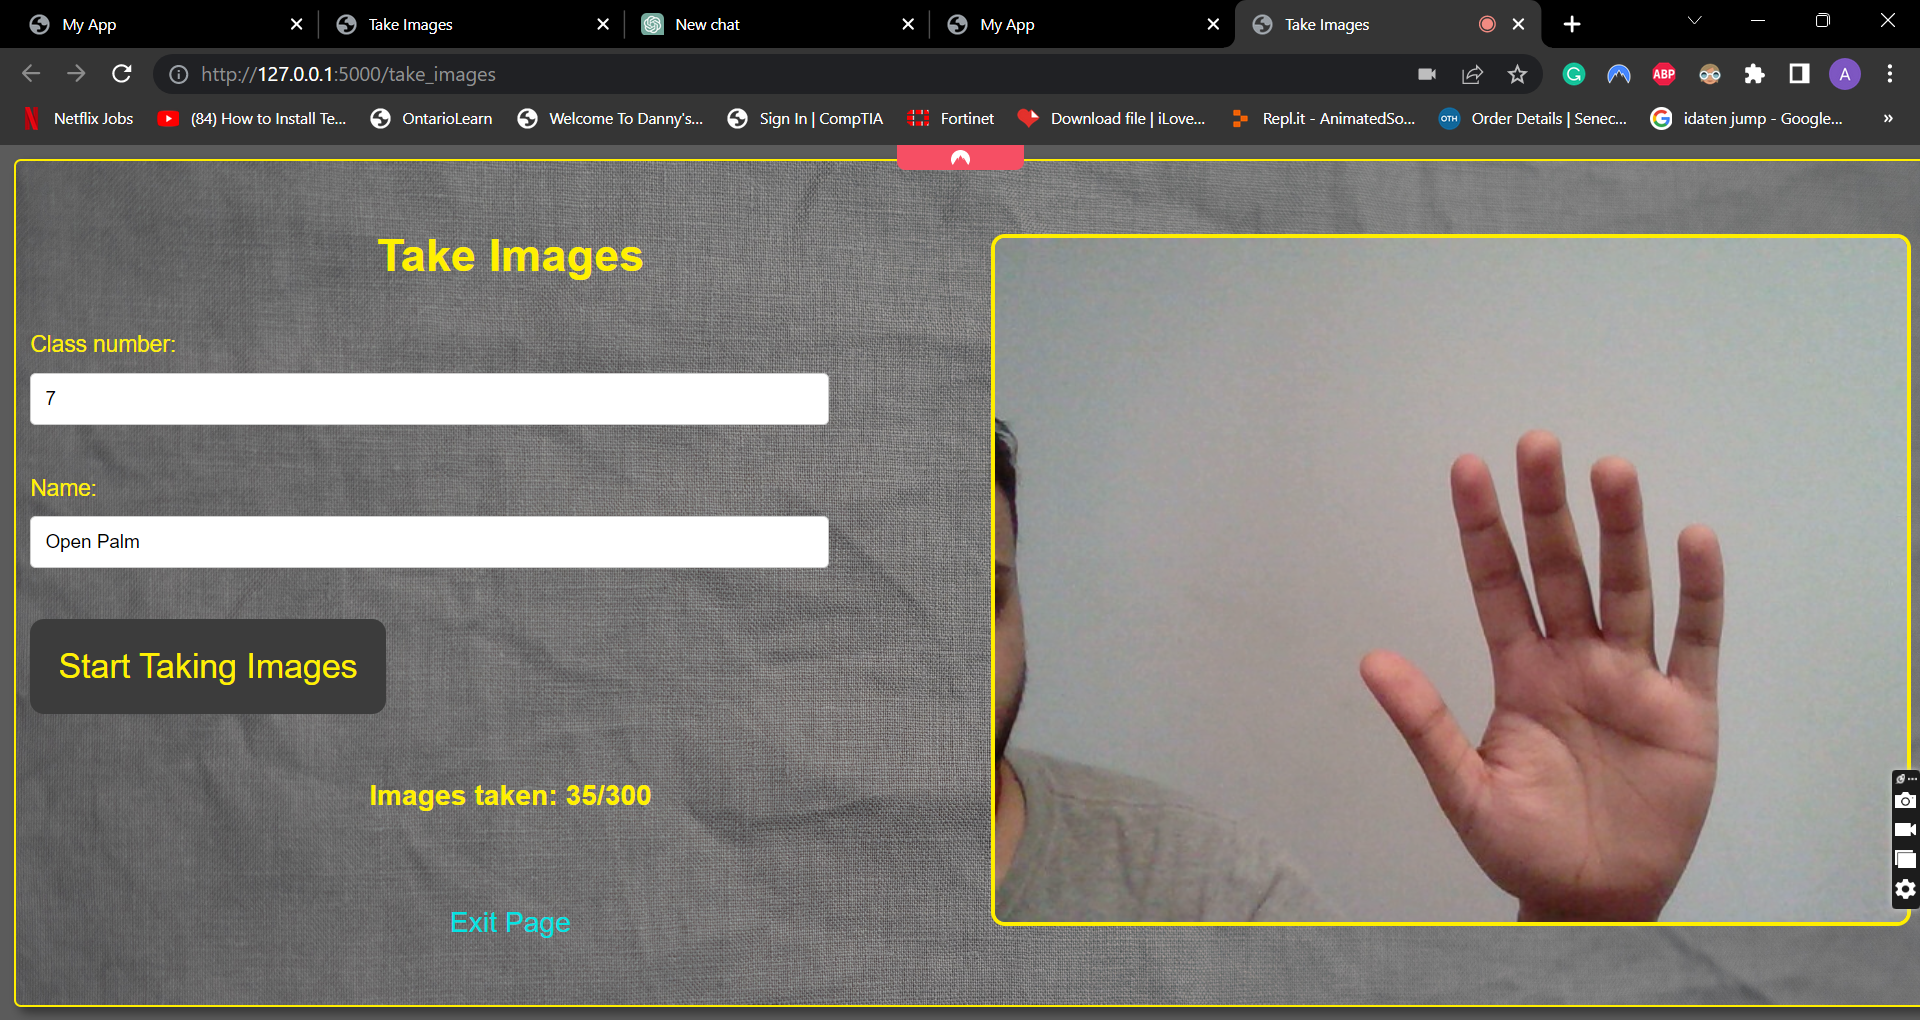 My App
Take Images
New chat
My App
Take Images
http://127.0.0.1:5000/take_images
ABP
A
Netflix Jobs
(84) How to Install Te...
OntarioLearn
Welcome To Danny's...
Sign In | CompTIA
Fortinet
Download file | iLove...
Repl.it - AnimatedSo...
OTH
Order Details | Senec...
idaten jump - Google...
»
Take Images
Class number:
7
Name:
Open Palm
Start Taking Images
Images taken: 35/300
Exit Page